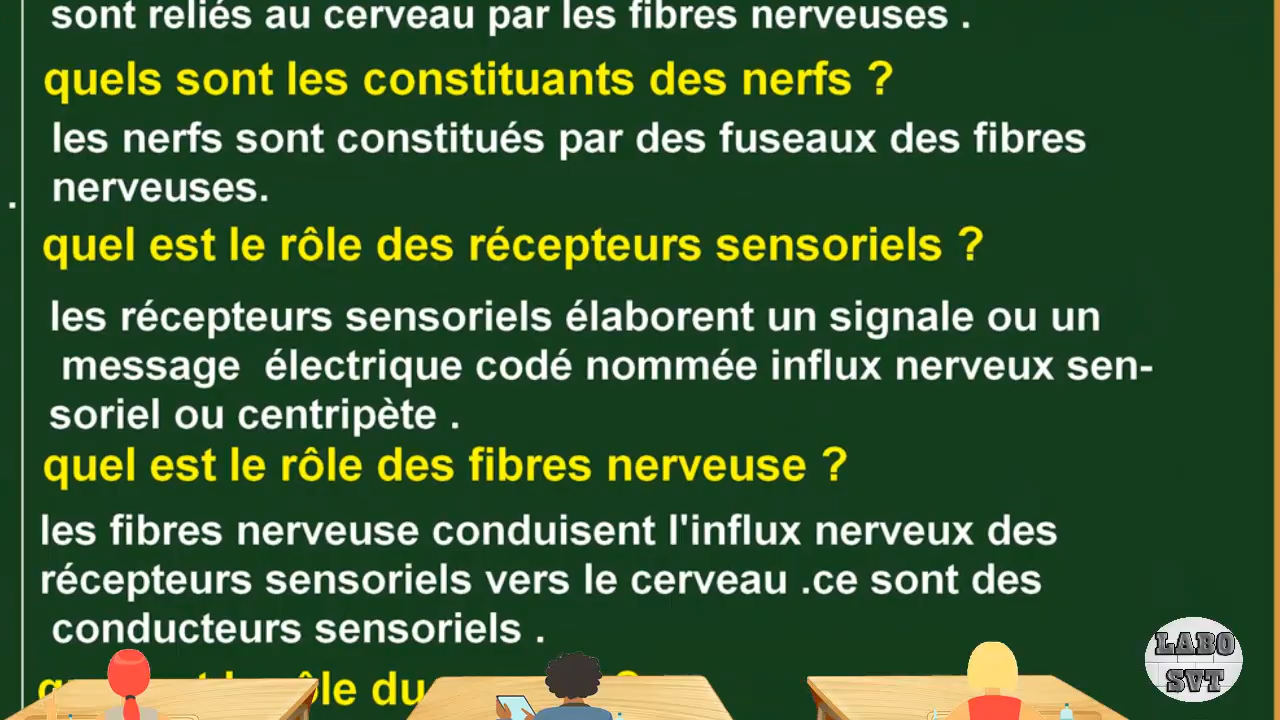 sont reliés au cerveau par les fibres nerveuses .
quels sont les constituants des nerfs ?
les nerfs sont constitués par des fuseaux des fibres
nerveuses.
.
quel est le rôle des récepteurs sensoriels ?
les récepteurs sensoriels élaborent un signale ou un
message électrique codé nommée influx nerveux sen-
soriel ou centripète .
quel est le rôle des fibres nerveuse ?
les fibres nerveuse conduisent l'influx nerveux des
récepteurs sensoriels vers le cerveau .ce sont des
conducteurs sensoriels .
du ?
LABO
SVT